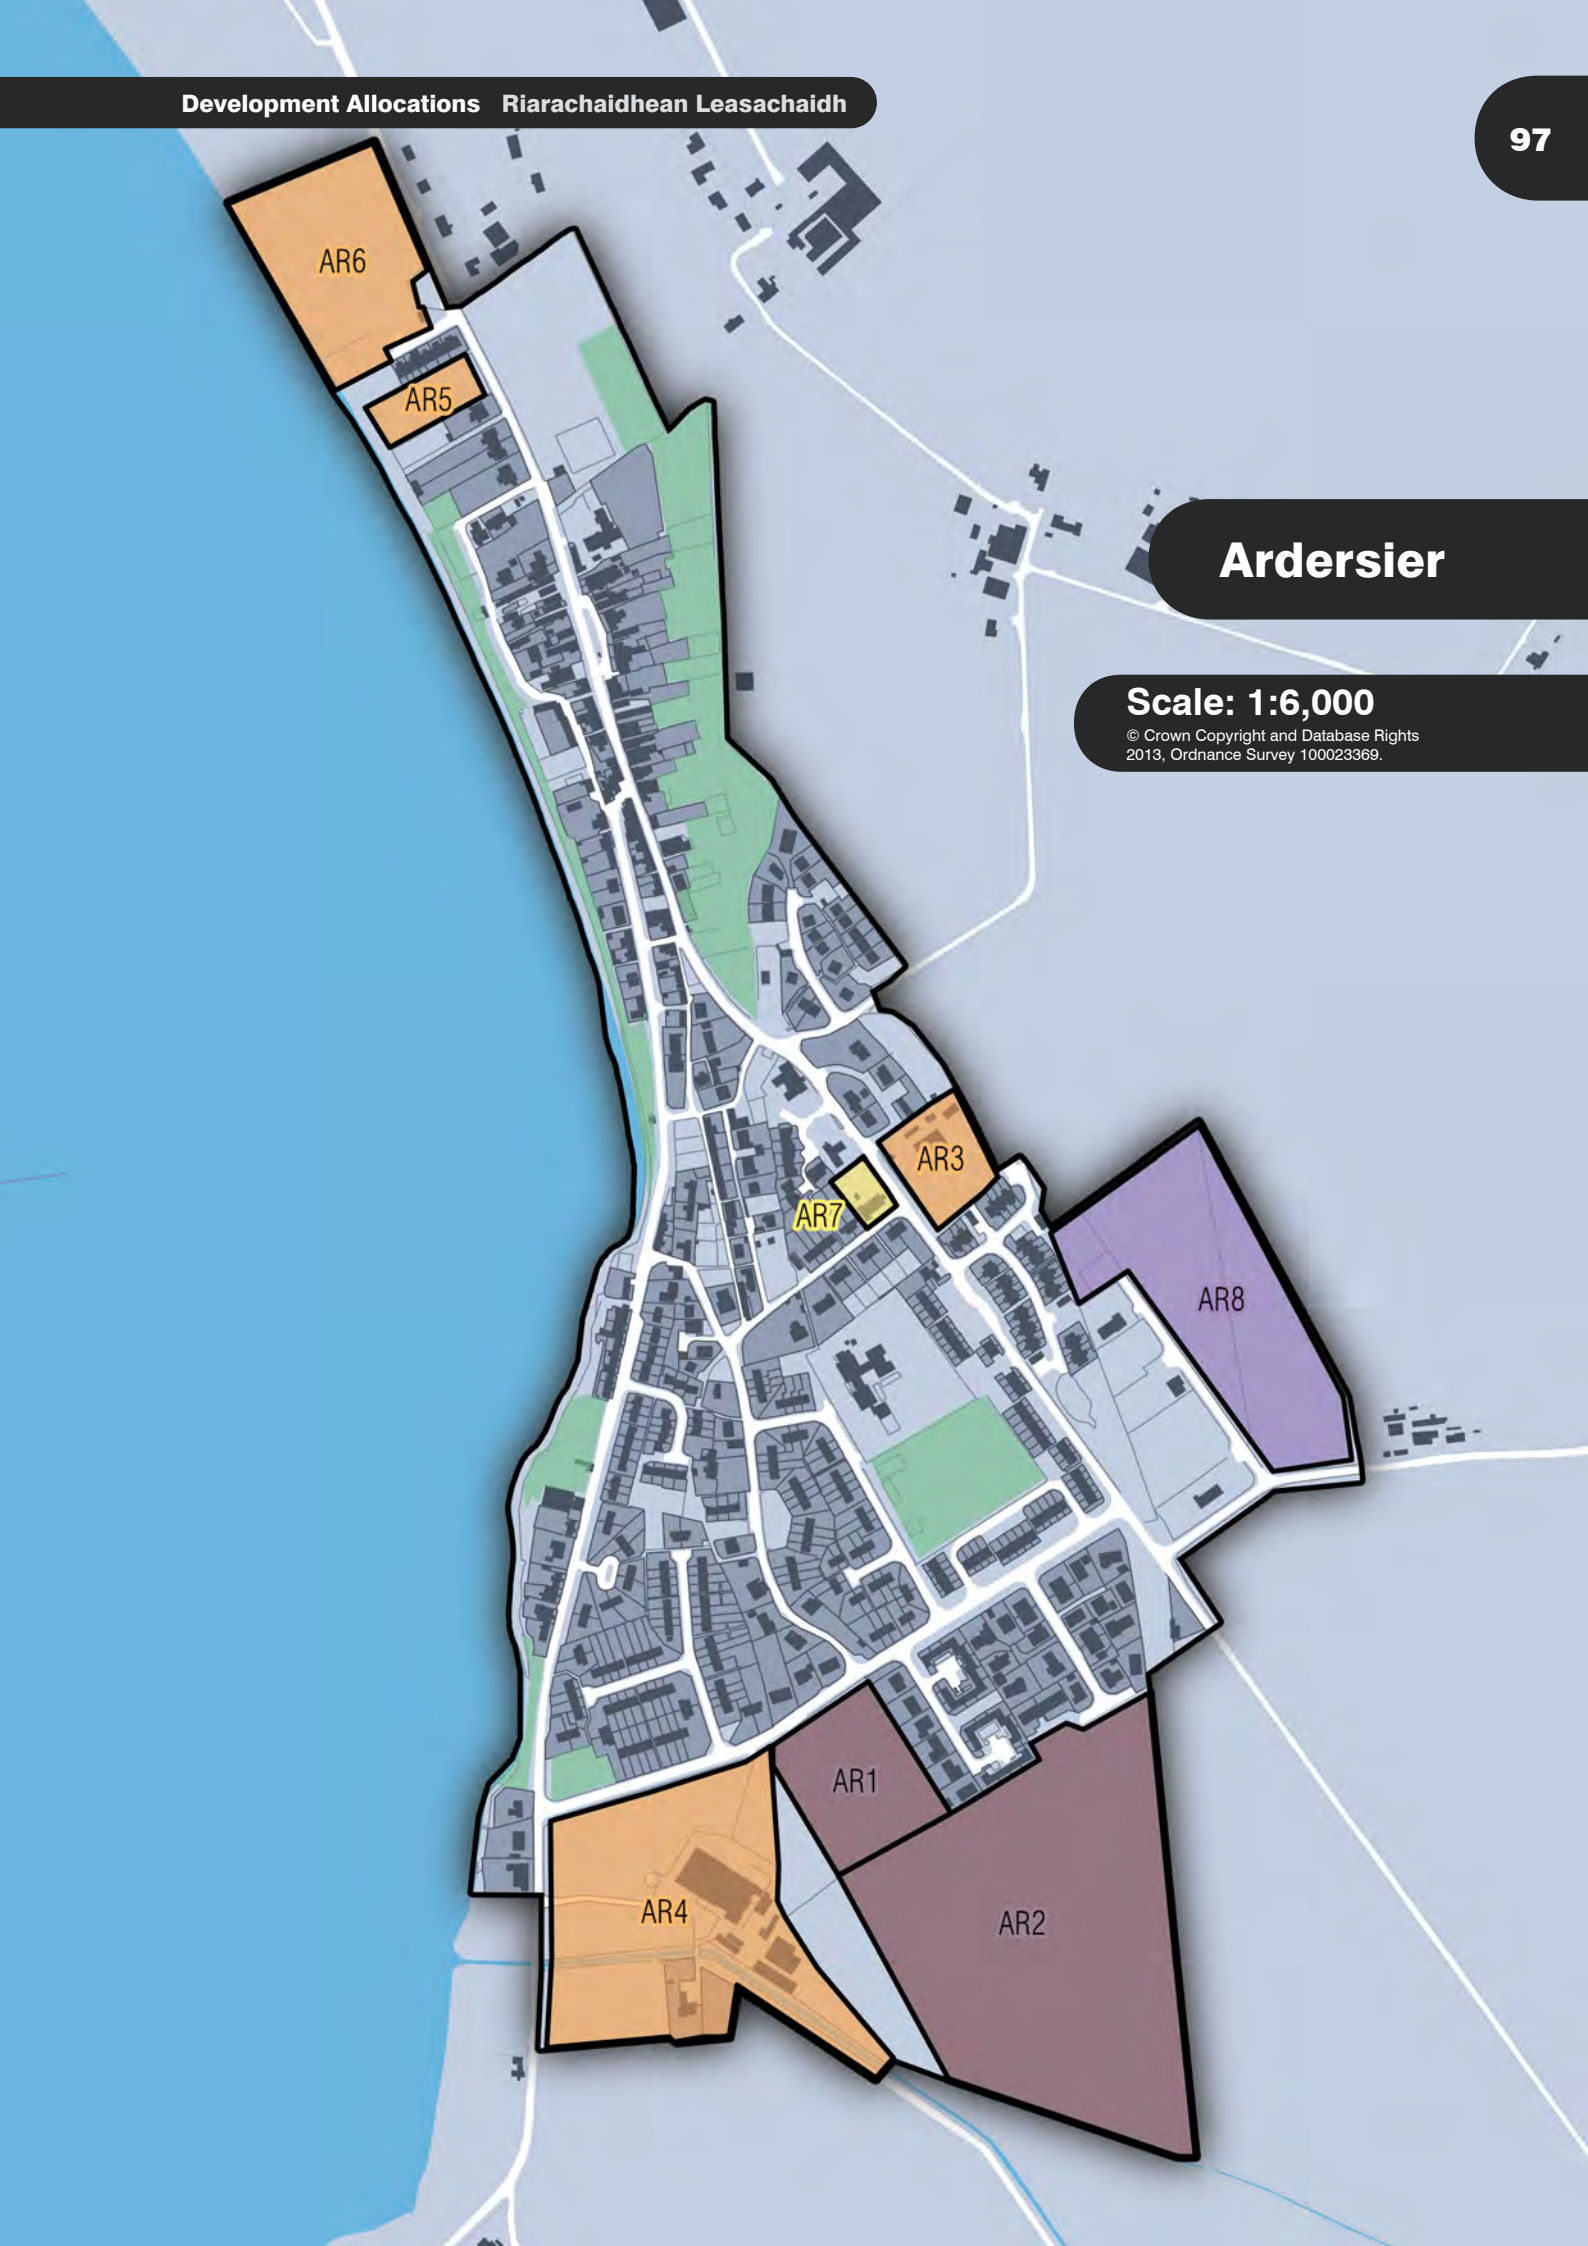 Development Allocations Riarachaidhean Leasachaidh
97
AR6
AR5
Ardersier
Scale: 1:6,000
© Crown Copyright and Database Rights
2013, Ordnance Survey 100023369.
AR3
AR7
AR8
AR1
AR4
AR2